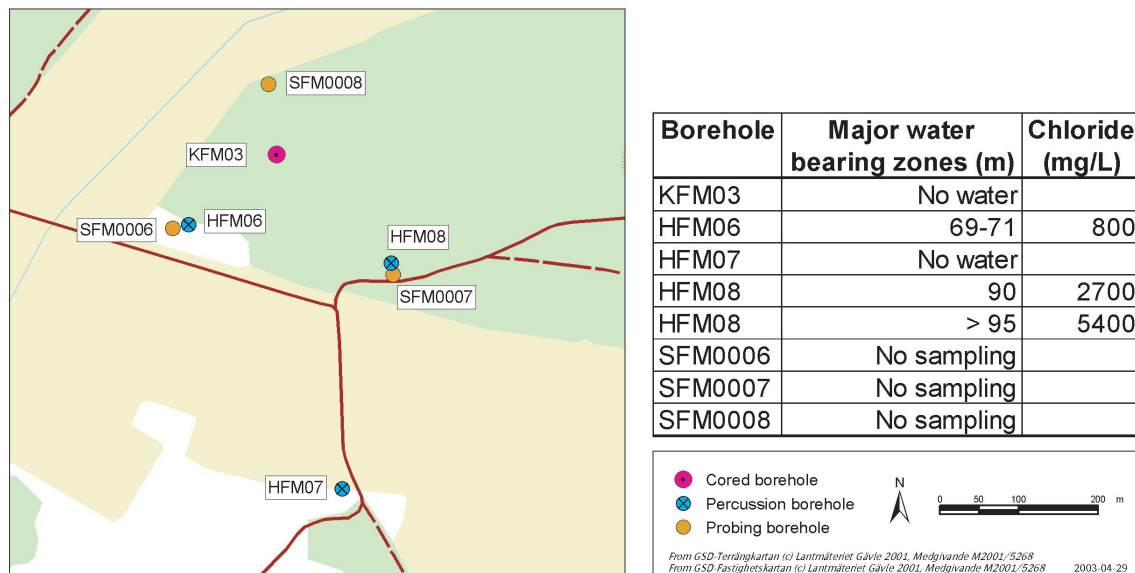 SFM0008
KFM03
HFM06
SFM0006
HFM08
SFM0007
HFM07
Borehole Major water bearing zones (m) Chloride (mg/L)
KFM03 No water
HFM06 69-71 800
HFM07 No water
HFM08 90 2700
HFM08 > 95 5400
SFM0006 No sampling
SFM0007 No sampling
SFM0008 No sampling
Cored borehole
Percussion borehole
Probing borehole
N
0 50 100 200 m
From GSD-Terrängkartan (c) Lantmäteriet Gävle 2001, Medgivande M2001/5268
From GSD-Fastighetskartan (c) Lantmäteriet Gävle 2001, Medgivande M2001/5268 2003-04-29